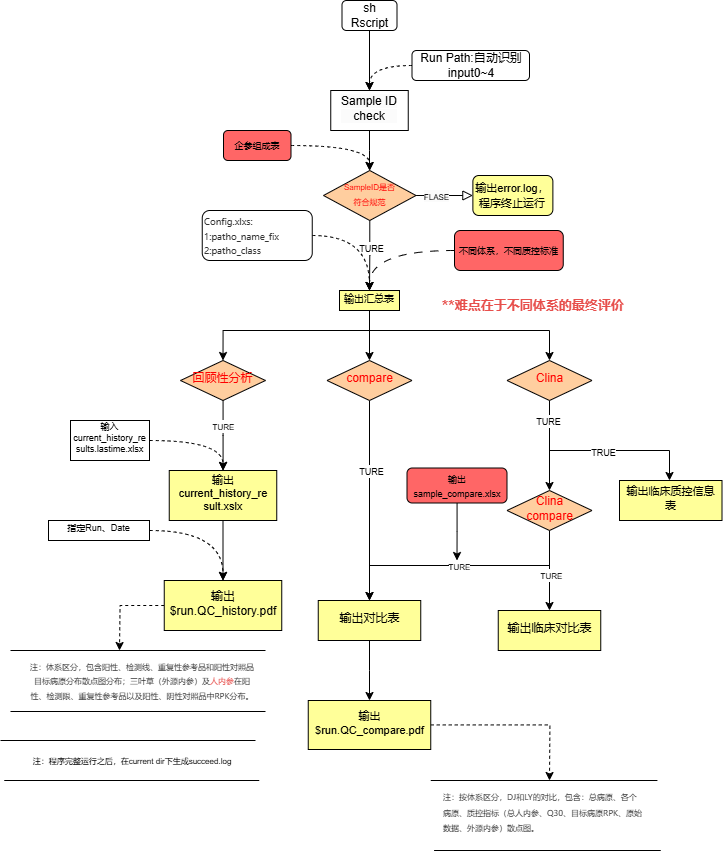 sh
Rscript
Run Path:自动识别
input0~4
Sample ID
check
企参组成表
SampleID是否
符合规范
FLASE
输出error.log，
程序终止运行
Config.xlxs:
1:patho_name_fix
2:patho_class
TURE
不同体系、不同质控标准
输出汇总表
**难点在于不同体系的最终评价
回顾性分析
compare
Clina
TURE
TURE
TRUE
输入
current_history_re
sults.lastime.xlsx
输出
current_history_re
sult.xslx
TURE
输出
sample_compare.xlsx
Clina
compare
输出临床质控信息
表
指定Run、Date
TURE
TURE
输出
$run.QC_history.pdf
输出对比表
输出临床对比表
注：体系区分，包含阳性、检测线、重复性参考品和阳性对照品
目标病原分布散点图分布；三叶草（外源内参）及人内参在阳
性、检测限、重复性参考品以及阳性、阴性对照品中RPK分布。
输出
$run.QC_compare.pdf
注：程序完整运行之后，在current dir下生成succeed.log
注：按体系区分，DJ和LY的对比，包含：总病原、各个
病原、质控指标（总人内参、Q30、目标病原RPK、原始
数据、外源内参）散点图。